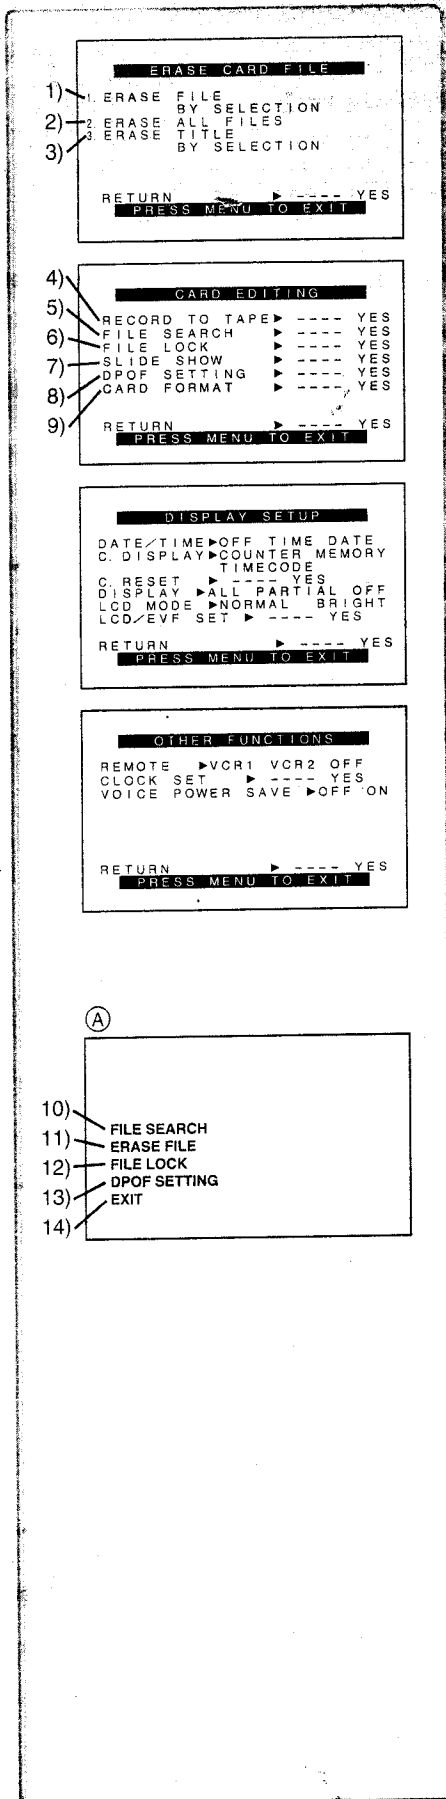 ERASE CARD FILE
1) 1. ERASE FILE
BY SELECTION
2) 2. ERASE ALL FILES
3) 3. ERASE TITLE
BY SELECTION
RETURN ▶ ---- YES
PRESS MENU TO EXIT
CARD EDITING
4) RECORD TO TAPE▶ ---- YES
5) FILE SEARCH ▶ ---- YES
6) FILE LOCK ▶ ---- YES
7) SLIDE SHOW ▶ ---- YES
8) DPOF SETTING ▶ ---- YES
9) CARD FORMAT ▶ ---- YES
RETURN ▶ ---- YES
PRESS MENU TO EXIT
DISPLAY SETUP
DATE/TIME▶OFF TIME DATE
C. DISPLAY▶COUNTER MEMORY
TIMECODE
C. RESET ▶ ---- YES
DISPLAY ▶ALL PARTIAL OFF
LCD MODE ▶NORMAL BRIGHT
LCD/EVF SET ▶ ---- YES
RETURN ▶ ---- YES
PRESS MENU TO EXIT
OTHER FUNCTIONS
REMOTE ▶VCR1 VCR2 OFF
CLOCK SET ▶ ---- YES
VOICE POWER SAVE ▶OFF ON
RETURN ▶ ---- YES
PRESS MENU TO EXIT
Ⓐ
10) FILE SEARCH
11) ERASE FILE
12) FILE LOCK
13) DPOF SETTING
14) EXIT